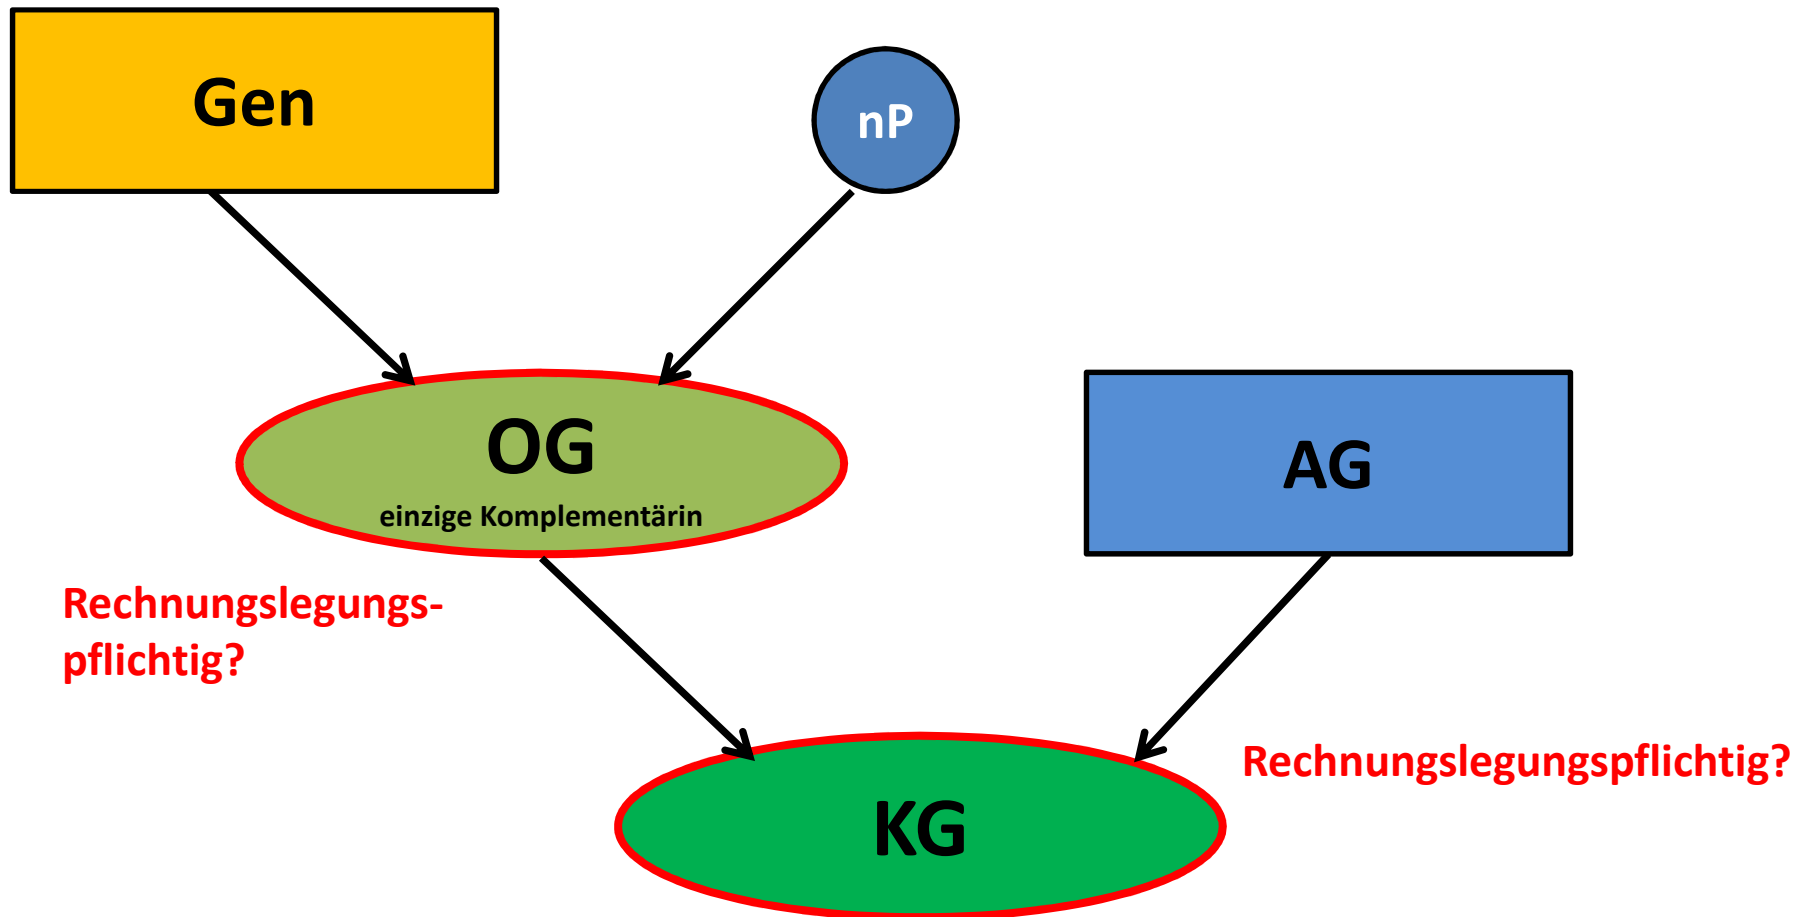 Gen
nP
OG
einzige Komplementärin
AG
Rechnungslegungs-
pflichtig?
Rechnungslegungspflichtig?
KG